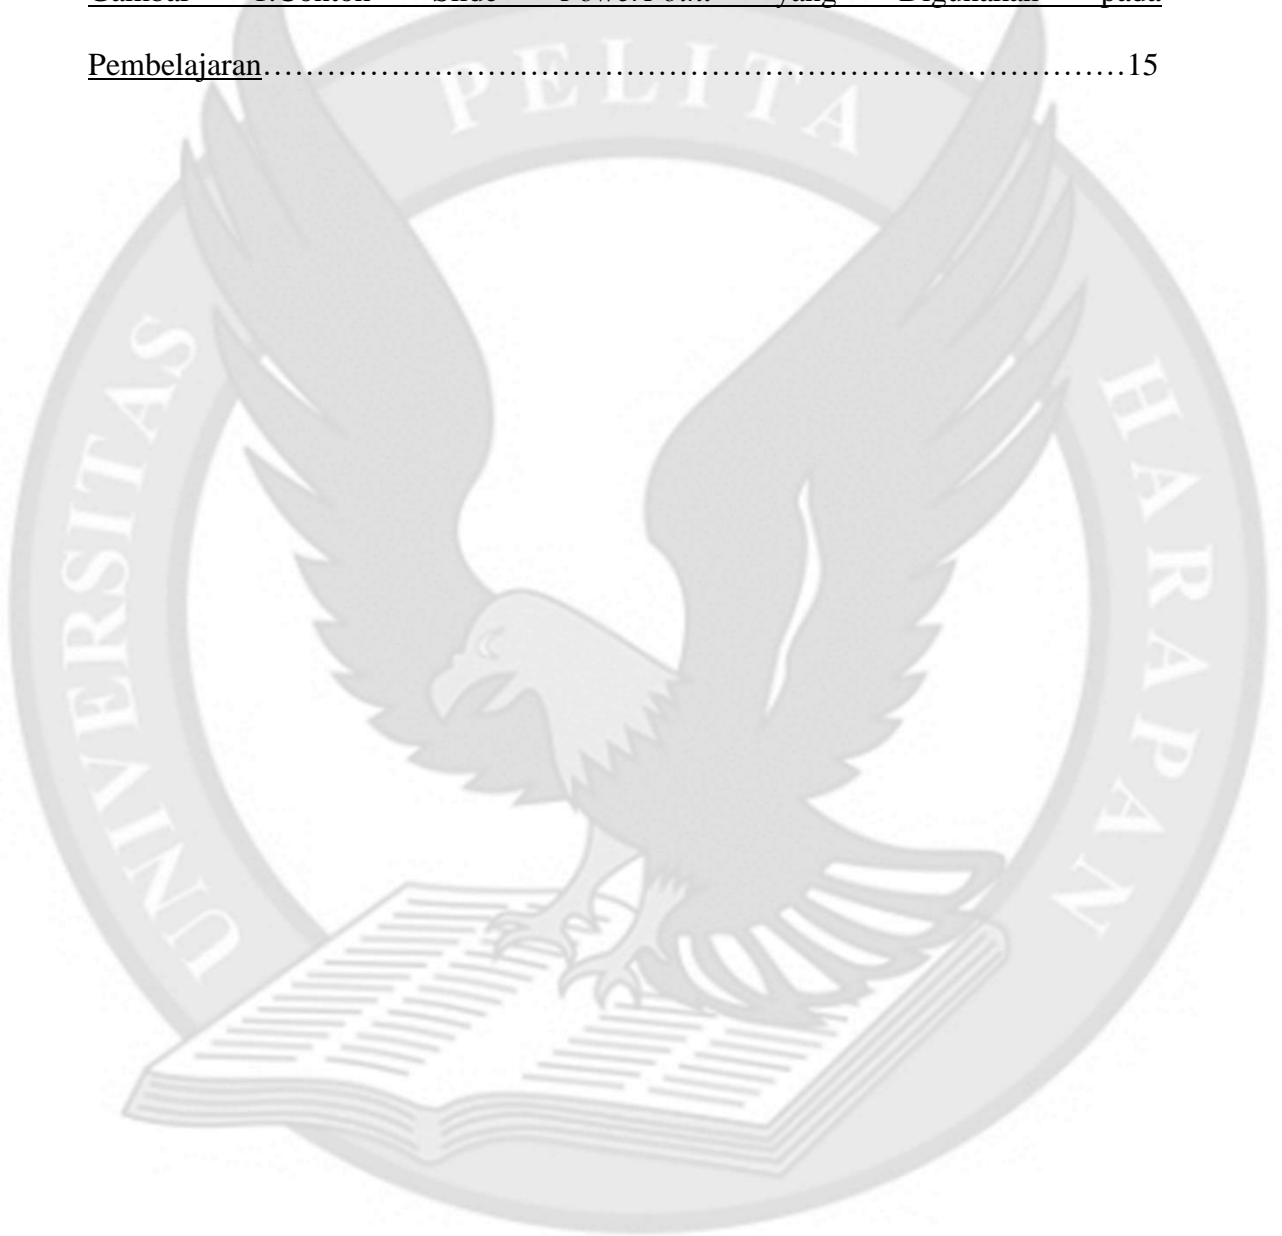 Gambar 1.Contoh Slide PowerPoint yang Digunakan pada
Pembelajaran……………………………………………………………………………15
UNIVERSITAS PELITA HARAPAN